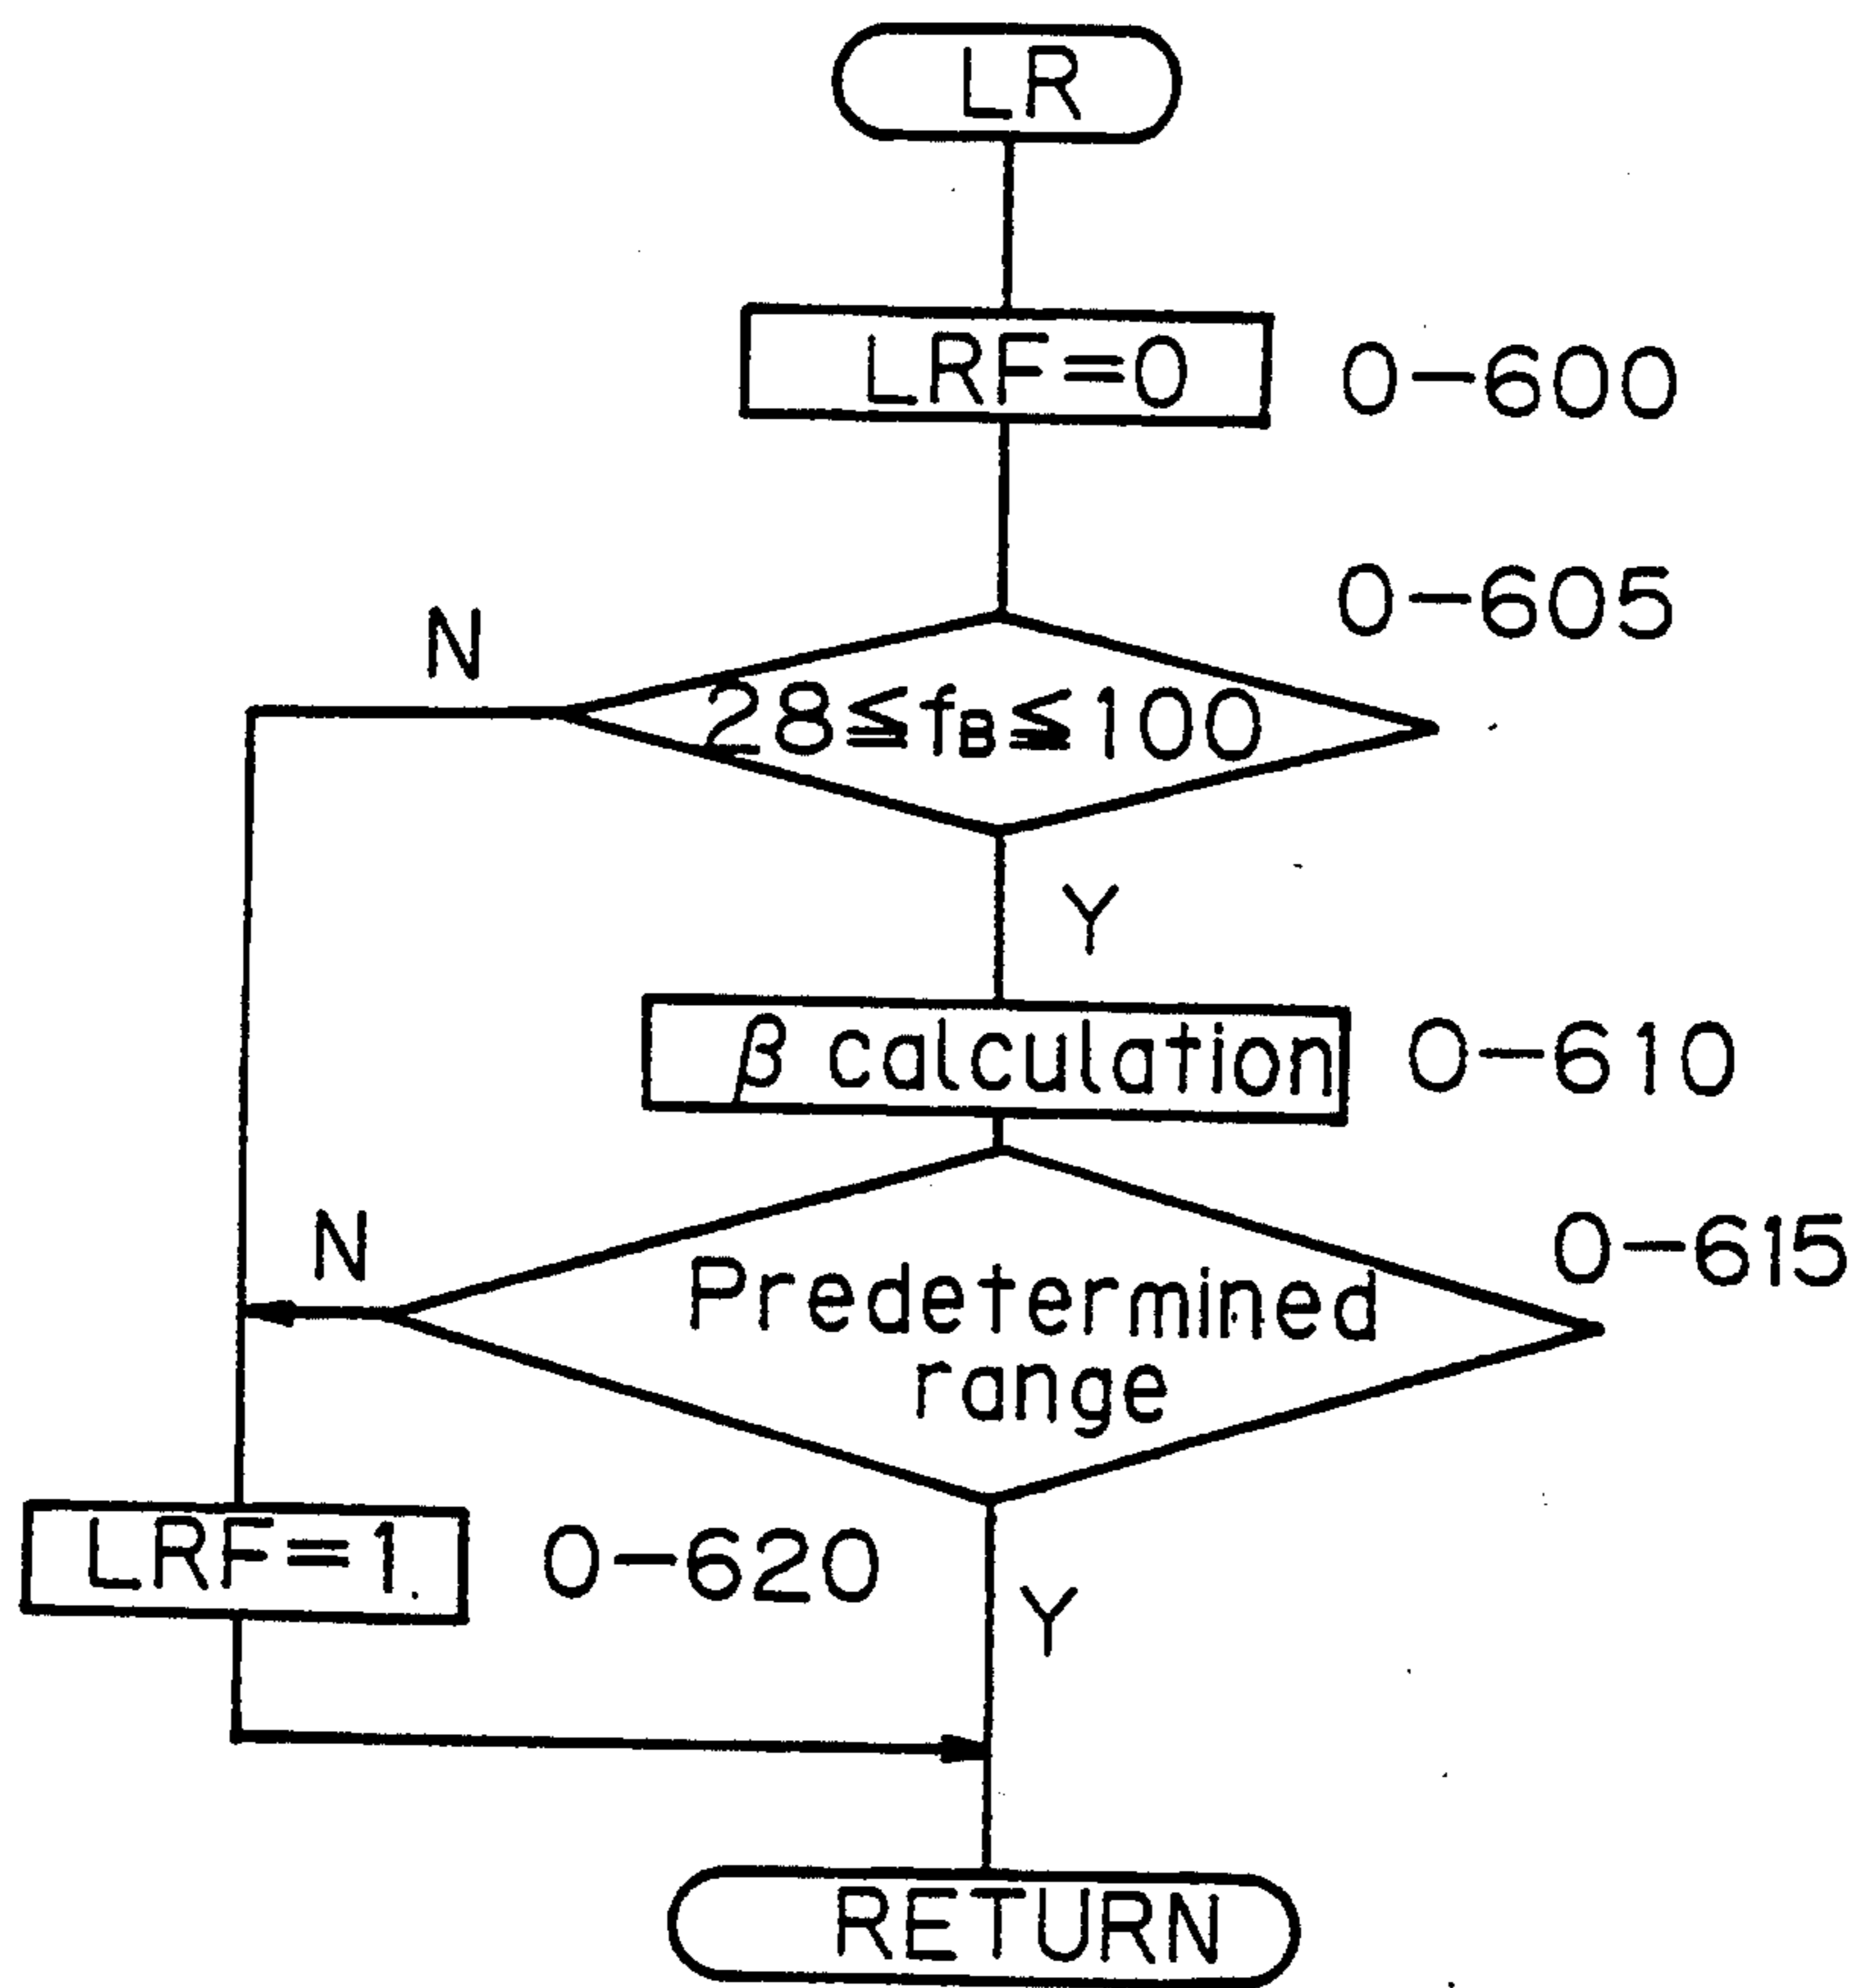 LR
LRF=0
0-600
0-605
N
28≦fB≦100
Y
β calculation
0-610
N
0-615
Predetermined
range
LRF=1
0-620
Y
RETURN